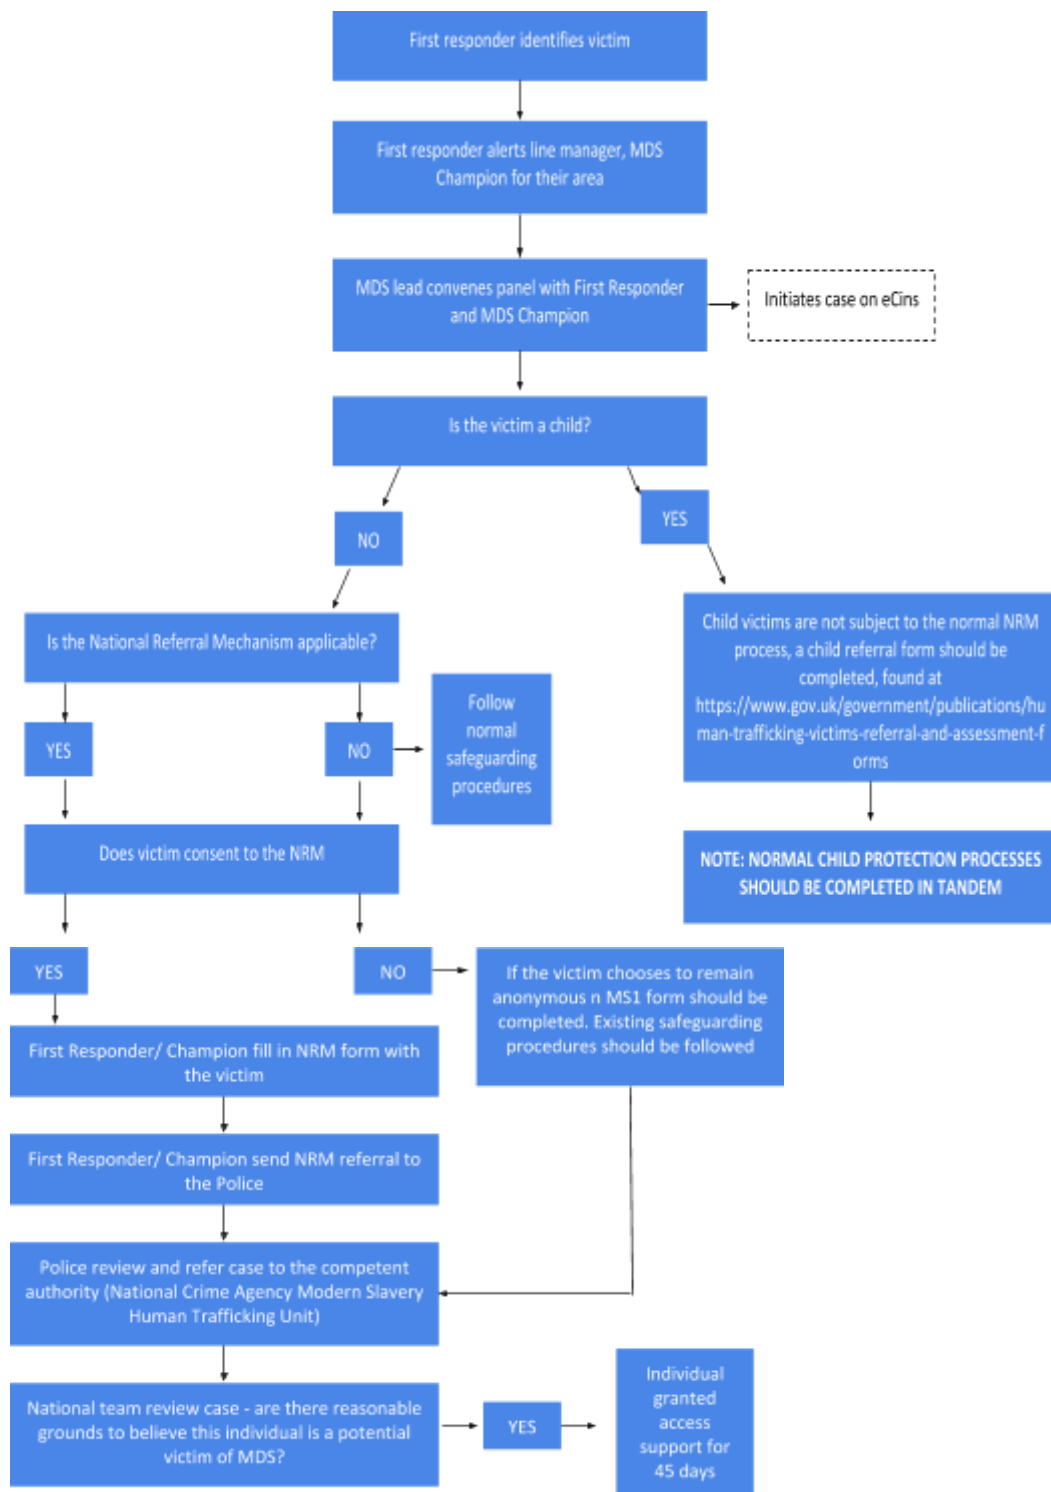 First responder identifies victim
First responder alerts line manager, MDS
Champion for their area
MDS lead convenes panel with First Responder
and MDS Champion
Initiates case on eCins
Is the victim a child?
NO
YES
Is the National Referral Mechanism applicable?
Child victims are not subject to the normal NRM
process, a child referral form should be
completed, found at
https://www.gov.uk/government/publications/hu
man-trafficking-victims-referral-and-assessment-f
orms
YES
NO
Follow
normal
safeguarding
procedures
Does victim consent to the NRM
NOTE: NORMAL CHILD PROTECTION PROCESSES
SHOULD BE COMPLETED IN TANDEM
YES
NO
If the victim chooses to remain
anonymous n MS1 form should be
completed. Existing safeguarding
procedures should be followed
First Responder/ Champion fill in NRM form with
the victim
First Responder/ Champion send NRM referral to
the Police
Police review and refer case to the competent
authority (National Crime Agency Modern Slavery
Human Trafficking Unit)
National team review case - are there reasonable
grounds to believe this individual is a potential
victim of MDS?
YES
Individual
granted
access
support for
45 days